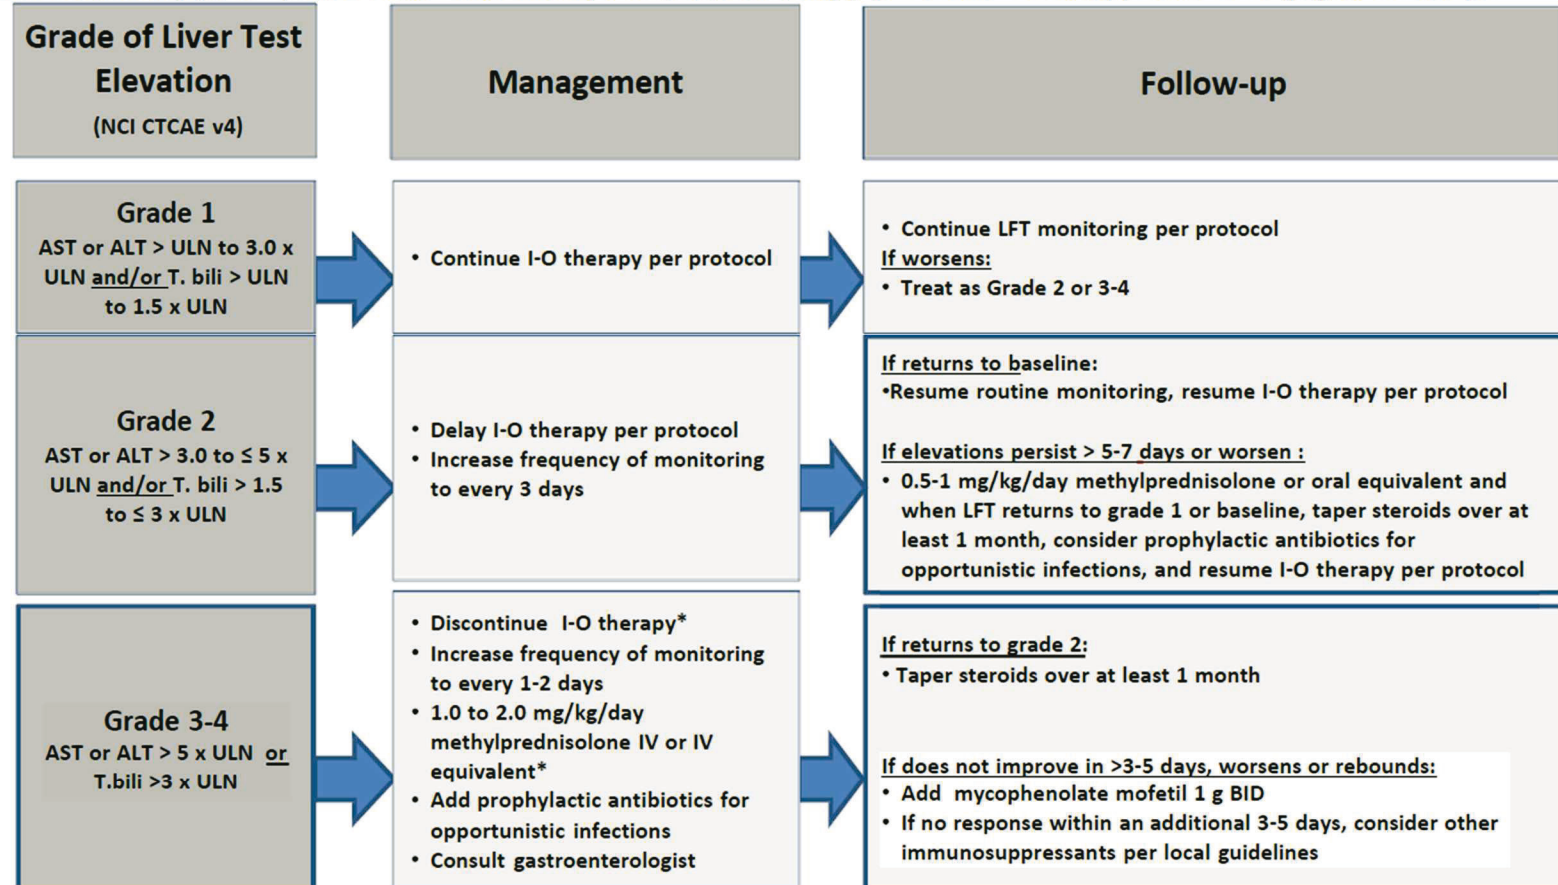 Grade of Liver Test
Elevation
(NCI CTCAE v4)
Management
Follow-up
Grade 1
AST or ALT > ULN to 3.0 x
ULN and/or T. bili > ULN
to 1.5 x ULN
• Continue I-O therapy per protocol
• Continue LFT monitoring per protocol
If worsens:
• Treat as Grade 2 or 3-4
Grade 2
AST or ALT > 3.0 to ≤ 5 x
ULN and/or T. bili > 1.5
to ≤ 3 x ULN
• Delay I-O therapy per protocol
• Increase frequency of monitoring
to every 3 days
If returns to baseline:
•Resume routine monitoring, resume I-O therapy per protocol
If elevations persist > 5-7 days or worsen :
• 0.5-1 mg/kg/day methylprednisolone or oral equivalent and
when LFT returns to grade 1 or baseline, taper steroids over at
least 1 month, consider prophylactic antibiotics for
opportunistic infections, and resume I-O therapy per protocol
Grade 3-4
AST or ALT > 5 x ULN or
T.bili >3 x ULN
• Discontinue I-O therapy*
• Increase frequency of monitoring
to every 1-2 days
• 1.0 to 2.0 mg/kg/day
methylprednisolone IV or IV
equivalent*
• Add prophylactic antibiotics for
opportunistic infections
• Consult gastroenterologist
If returns to grade 2:
• Taper steroids over at least 1 month
If does not improve in >3-5 days, worsens or rebounds:
• Add mycophenolate mofetil 1 g BID
• If no response within an additional 3-5 days, consider other
immunosuppressants per local guidelines